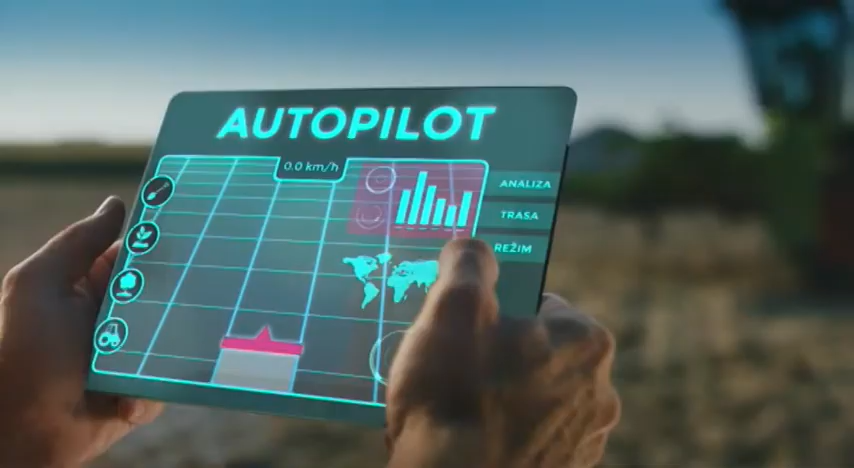 AUTOPILOT
0.0 km/h
ANALIZA
TRASA
REŽIM